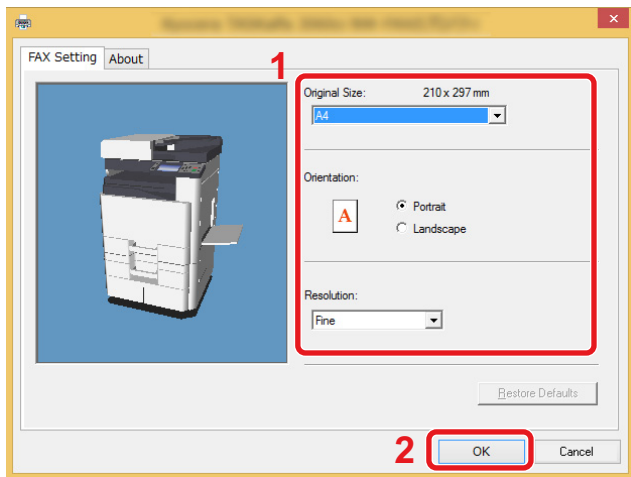 FAX Setting
About
1
Original Size: 210 x 297 mm
A4
Orientation:
A
Portrait
Landscape
Resolution:
Fine
Restore Defaults
2
OK
Cancel